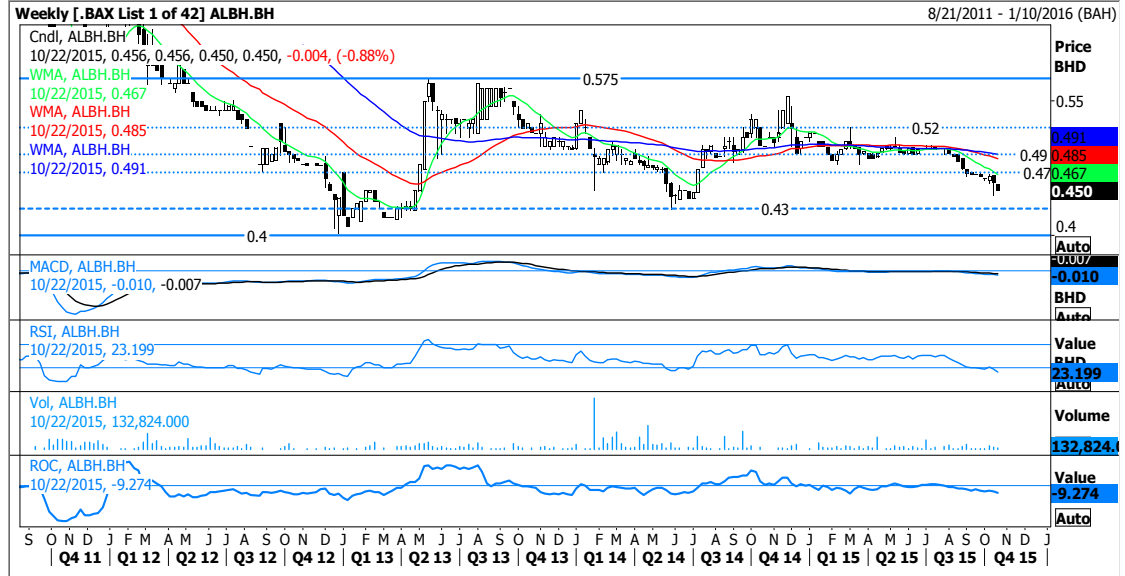 Weekly [.BAX List 1 of 42] ALBH.BH
8/21/2011 - 1/10/2016 (BAH)
Cndl, ALBH.BH
10/22/2015, 0.456, 0.456, 0.450, 0.450, -0.004, (-0.88%)
WMA, ALBH.BH
10/22/2015, 0.467
WMA, ALBH.BH
10/22/2015, 0.485
WMA, ALBH.BH
10/22/2015, 0.491
0.575
0.52
0.49
0.47
0.43
0.4
Price
BHD
0.55
0.491
0.485
0.467
0.450
0.4
Auto
MACD, ALBH.BH
10/22/2015, -0.010, -0.007
-0.007
-0.010
BHD
Auto
RSI, ALBH.BH
10/22/2015, 23.199
Value
BHD
23.199
Auto
Vol, ALBH.BH
10/22/2015, 132,824.000
Volume
132,824.0
ROC, ALBH.BH
10/22/2015, -9.274
Value
-9.274
Auto
S O N D J F M A M J J A S O N D J F M A M J J A S O N D J F M A M J J A S O N D J F M A M J J A S O N D J
Q4 11 Q1 12 Q2 12 Q3 12 Q4 12 Q1 13 Q2 13 Q3 13 Q4 13 Q1 14 Q2 14 Q3 14 Q4 14 Q1 15 Q2 15 Q3 15 Q4 15